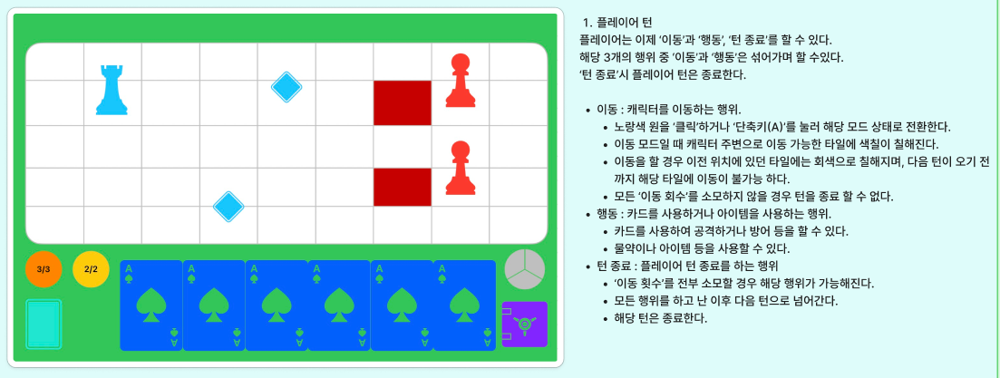 1. 플레이어 턴
플레이어는 이제 '이동'과 '행동', '턴 종료'를 할 수 있다.
해당 3개의 행위 중 '이동'과 '행동'은 섞어가며 할 수있다.
'턴 종료'시 플레이어 턴은 종료한다.
• 이동 : 캐릭터를 이동하는 행위.
• 노랑색 원을 '클릭'하거나 '단축키(A)'를 눌러 해당 모드 상태로 전환한다.
• 이동 모드일 때 캐릭터 주변으로 이동 가능한 타일에 색칠이 칠해진다.
• 이동을 할 경우 이전 위치에 있던 타일에는 회색으로 칠해지며, 다음 턴이 오기 전
까지 해당 타일에 이동이 불가능 하다.
• 모든 '이동 회수'를 소모하지 않을 경우 턴을 종료 할 수 없다.
• 행동 : 카드를 사용하거나 아이템을 사용하는 행위.
• 카드를 사용하여 공격하거나 방어 등을 할 수 있다.
• 물약이나 아이템 등을 사용할 수 있다.
• 턴 종료 : 플레이어 턴 종료를 하는 행위
• '이동 횟수'를 전부 소모할 경우 해당 행위가 가능해진다.
• 모든 행위를 하고 난 이후 다음 턴으로 넘어간다.
• 해당 턴은 종료한다.
3/3
2/2
A
A
A
A
A
A
A
A
A
A
A
A